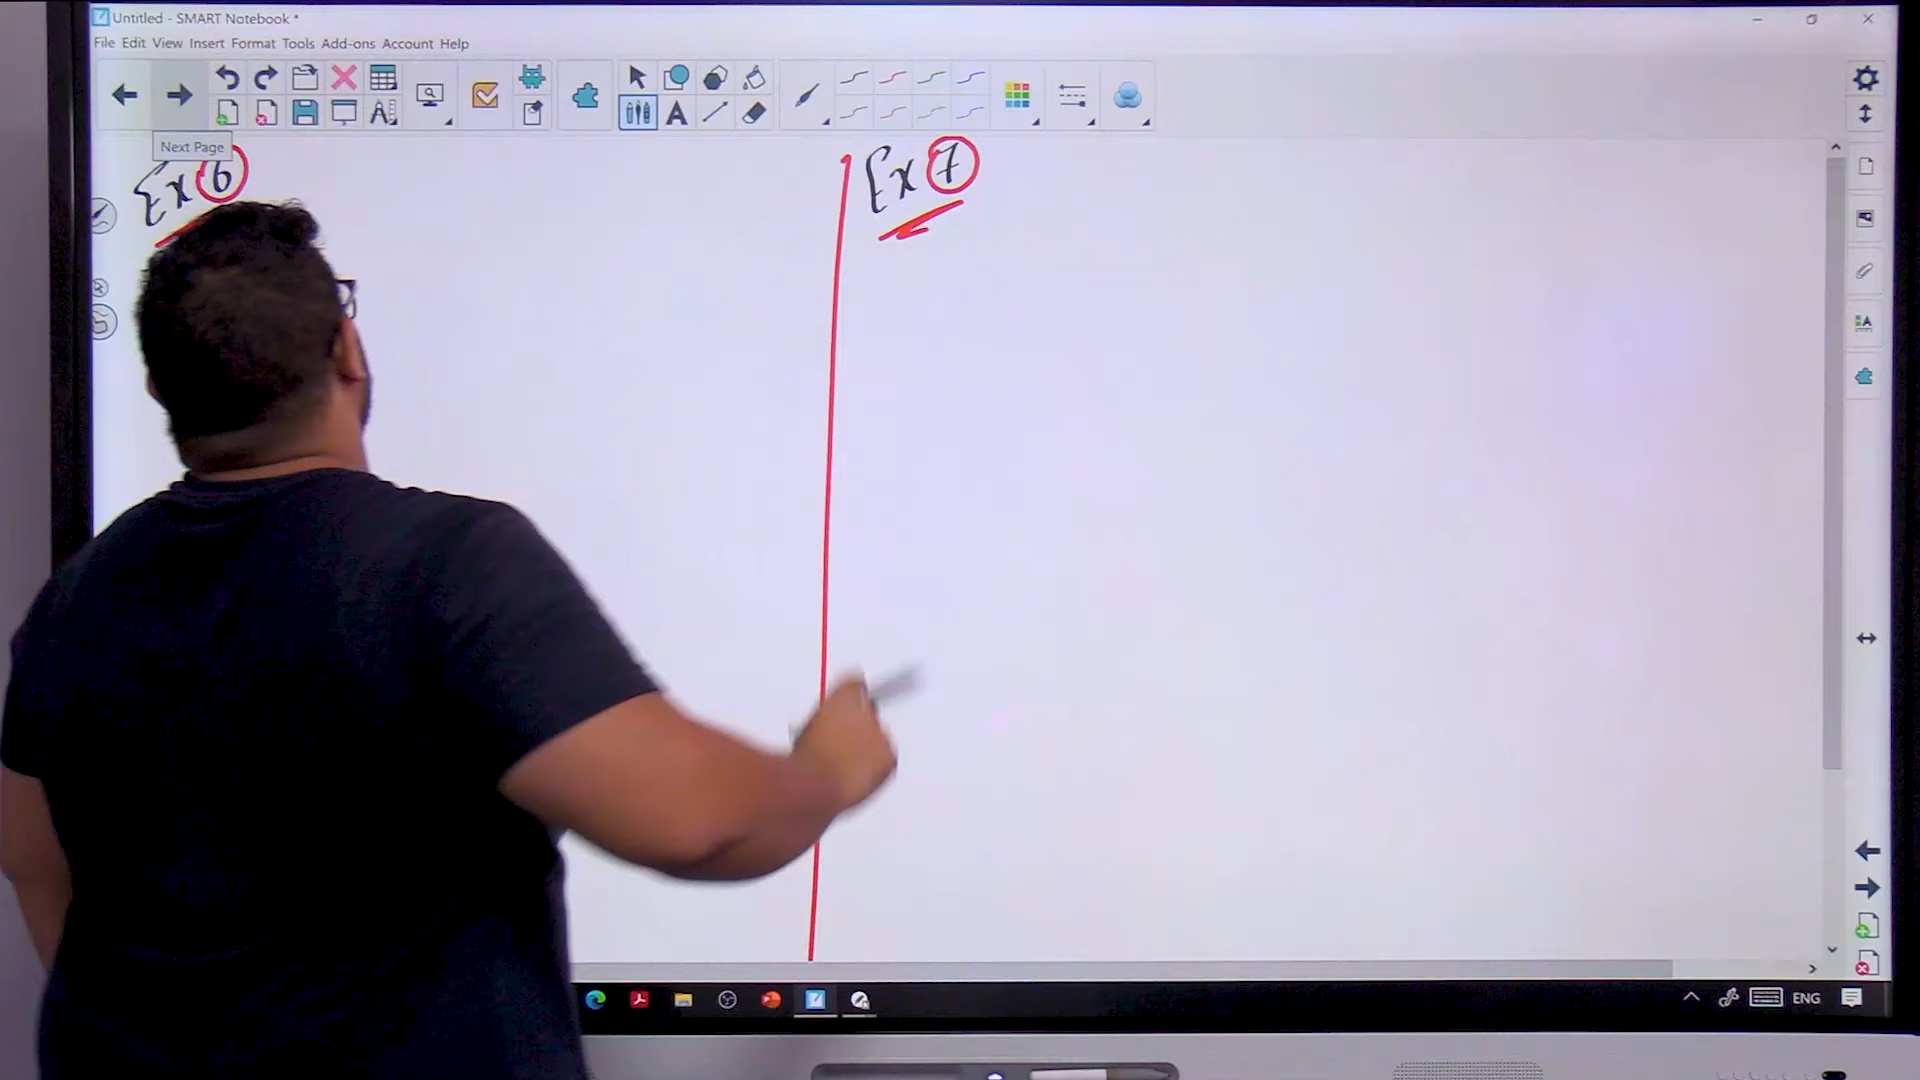 Untitled - SMART Notebook *
File Edit View Insert Format Tools Add-ons Account Help
Next Page
Ex 6
Ex 7
ENG